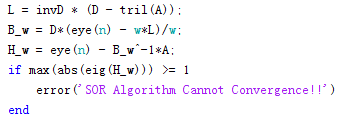 L = invD * (D - tril(A));
B_w = D*(eye(n) - w*L)/w;
H_w = eye(n) - B_w^-1*A;
if max(abs(eig(H_w))) >= 1
error('SOR Algorithm Cannot Convergence!!')
end